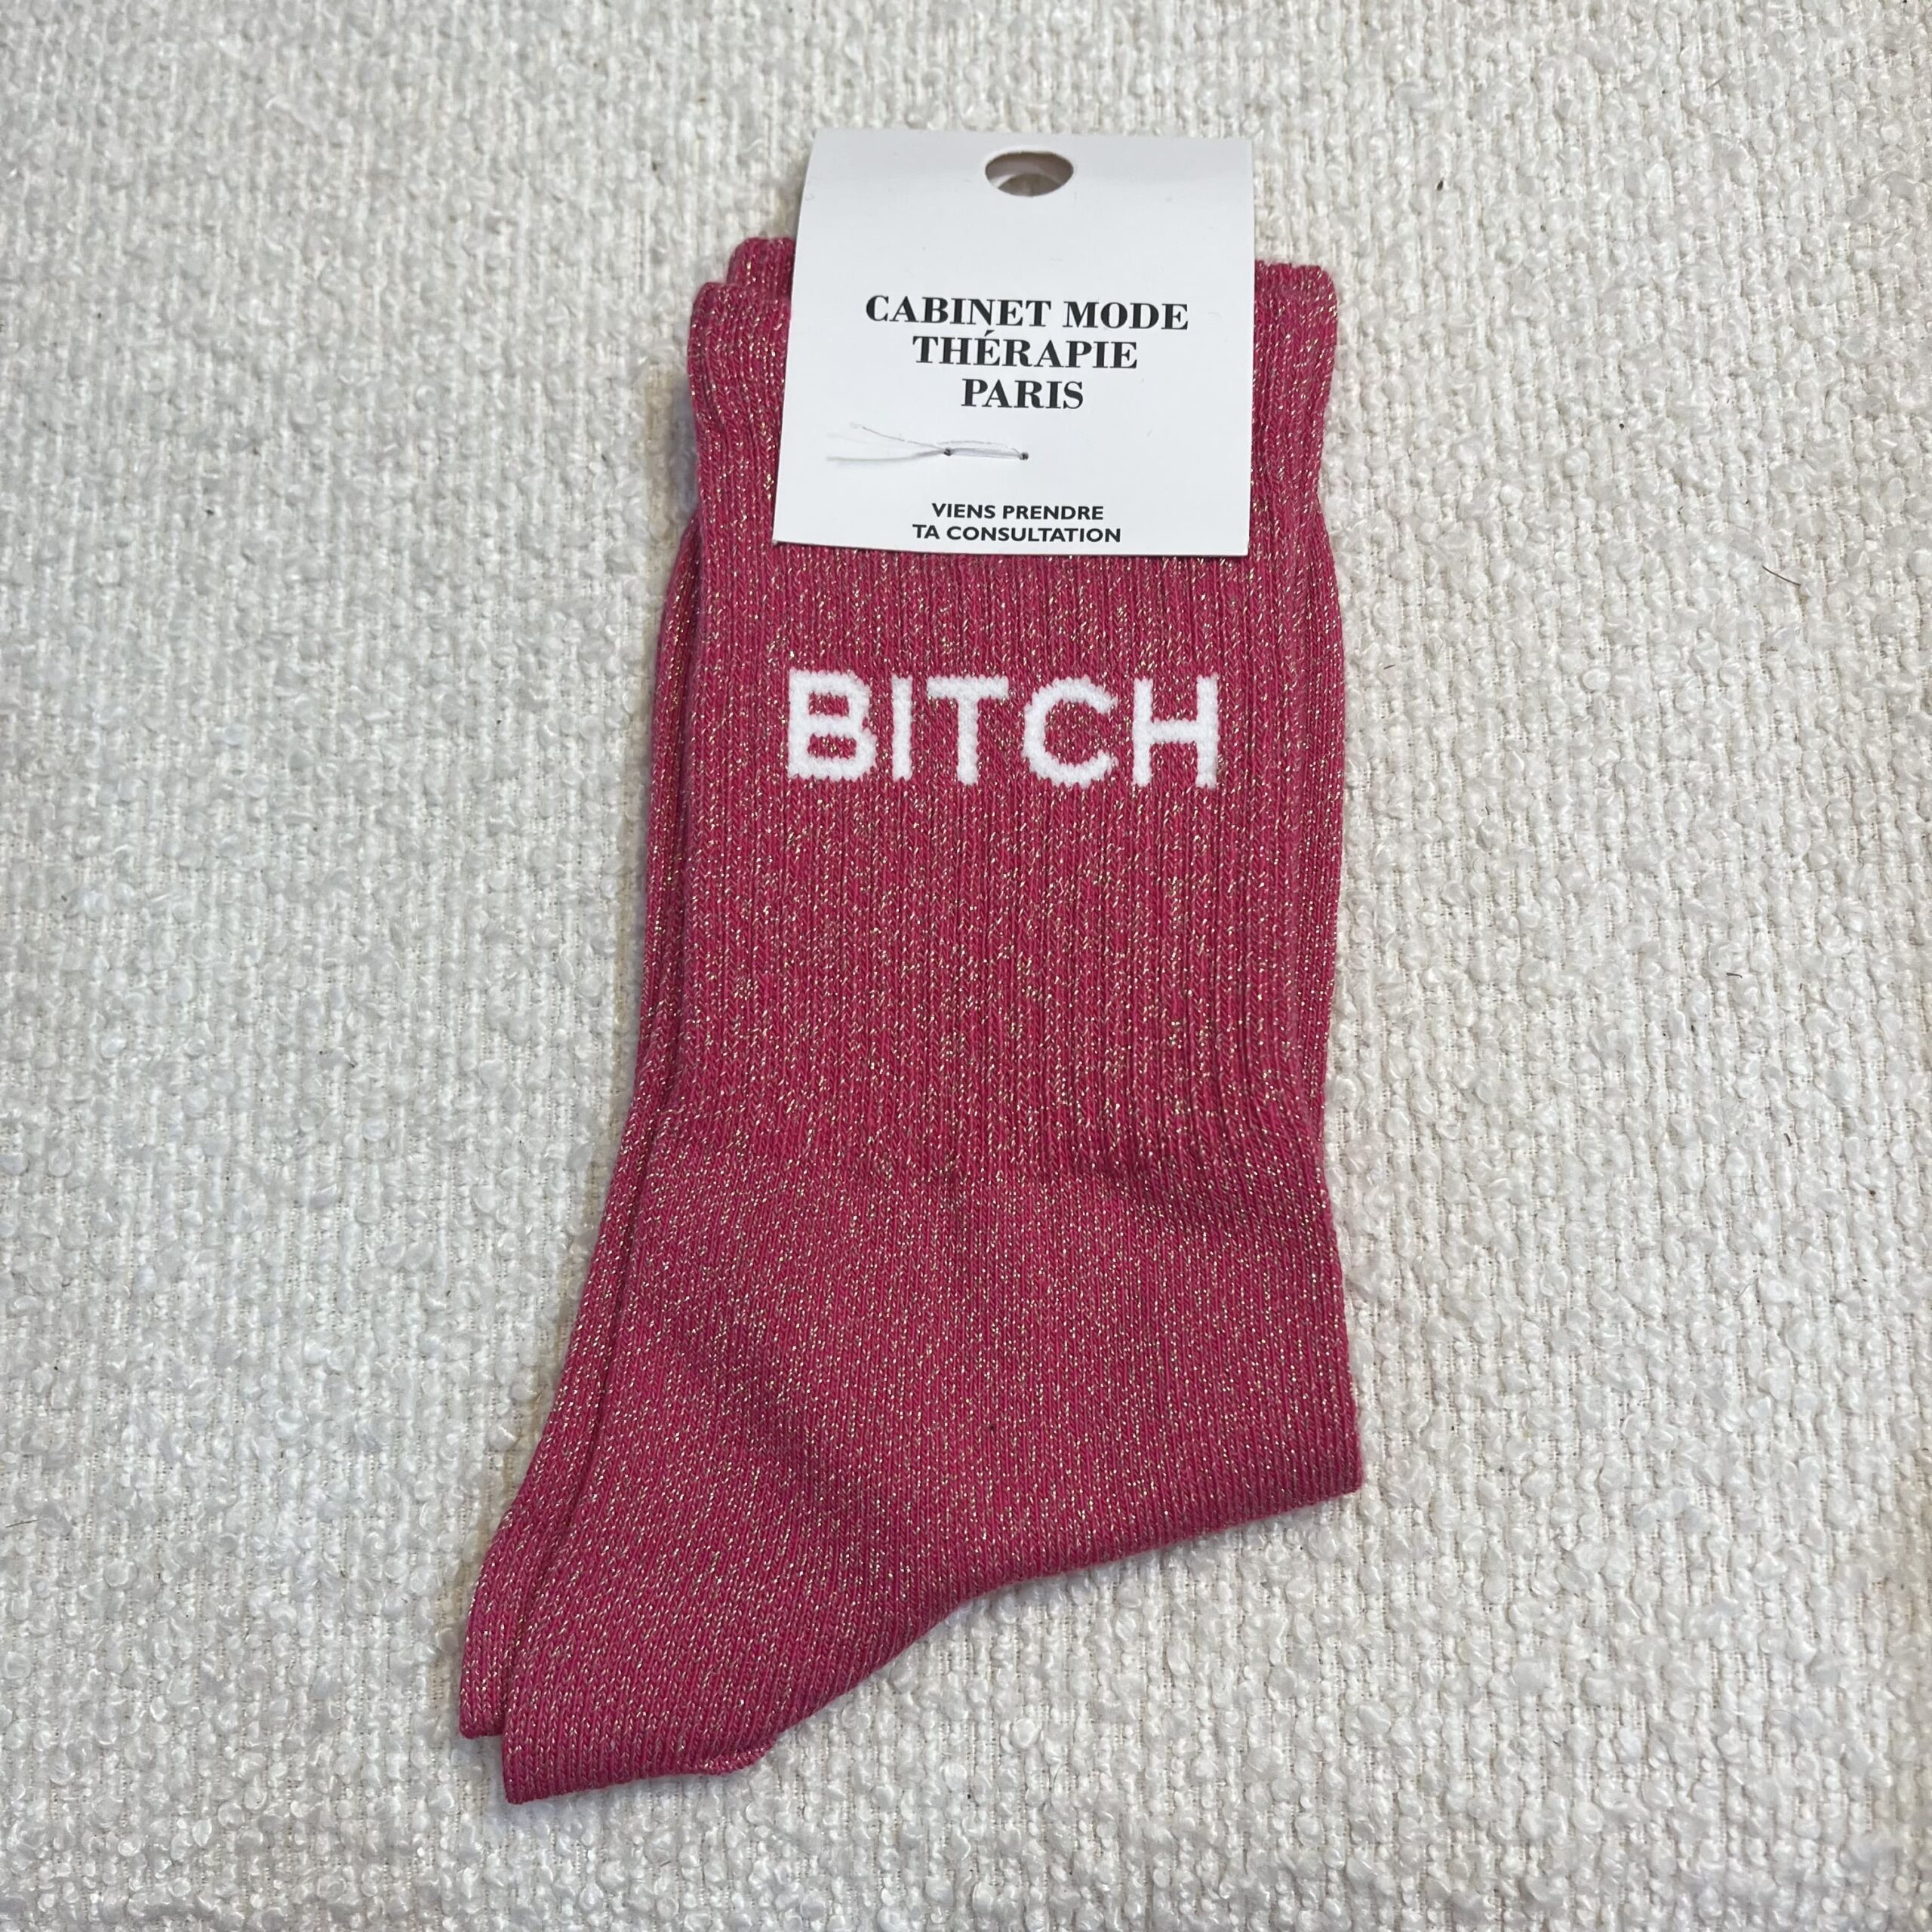 CABINET MODE
THÉRAPIE
PARIS
VIENS PRENDRE
TA CONSULTATION
BITCH